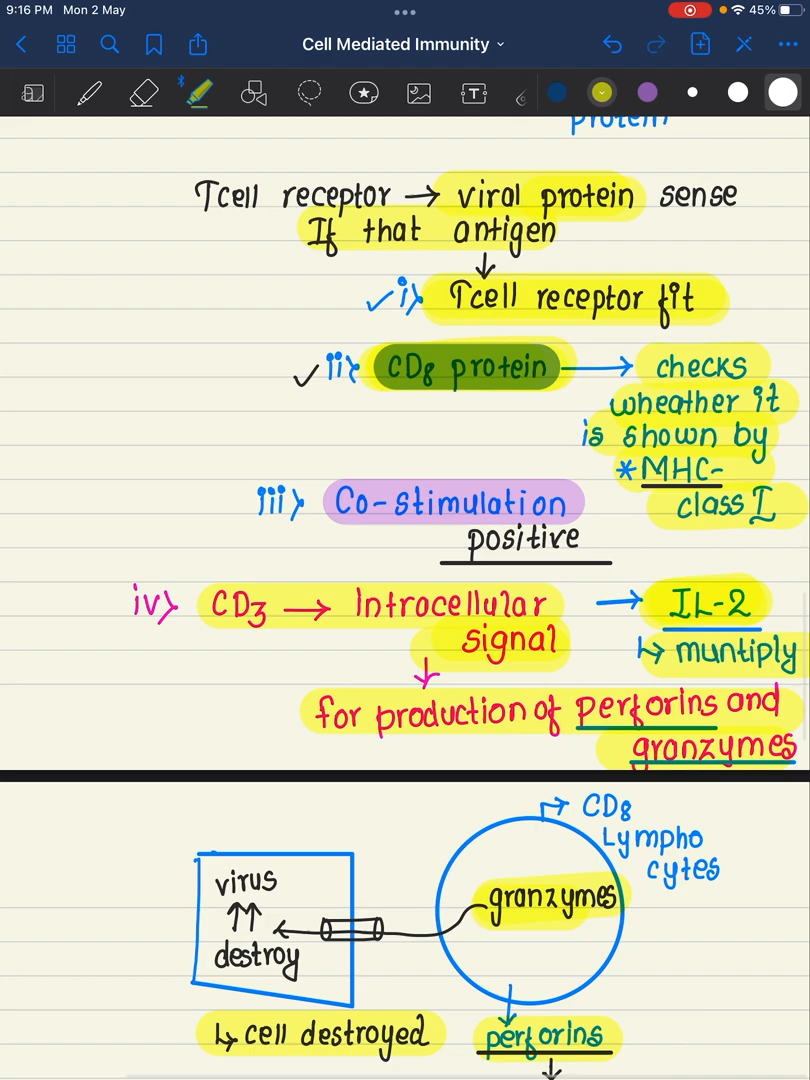 9:16 PM Mon 2 May
45%
Cell Mediated Immunity
protein
Tcell receptor → viral protein sense
If that antigen
↓
✓ i> Tcell receptor fit
✓ ii> CD8 protein → checks
wheather it
is shown by
*MHC-
class I
iii> Co-stimulation
positive
iv> CD3 → Introcellular → IL-2
signal ↳ muntiply
↓
for production of perforins and
granzymes
CD8
Lympho
cytes
virus
granzymes
↑↑
destroy
↳ cell destroyed
perforins
↓